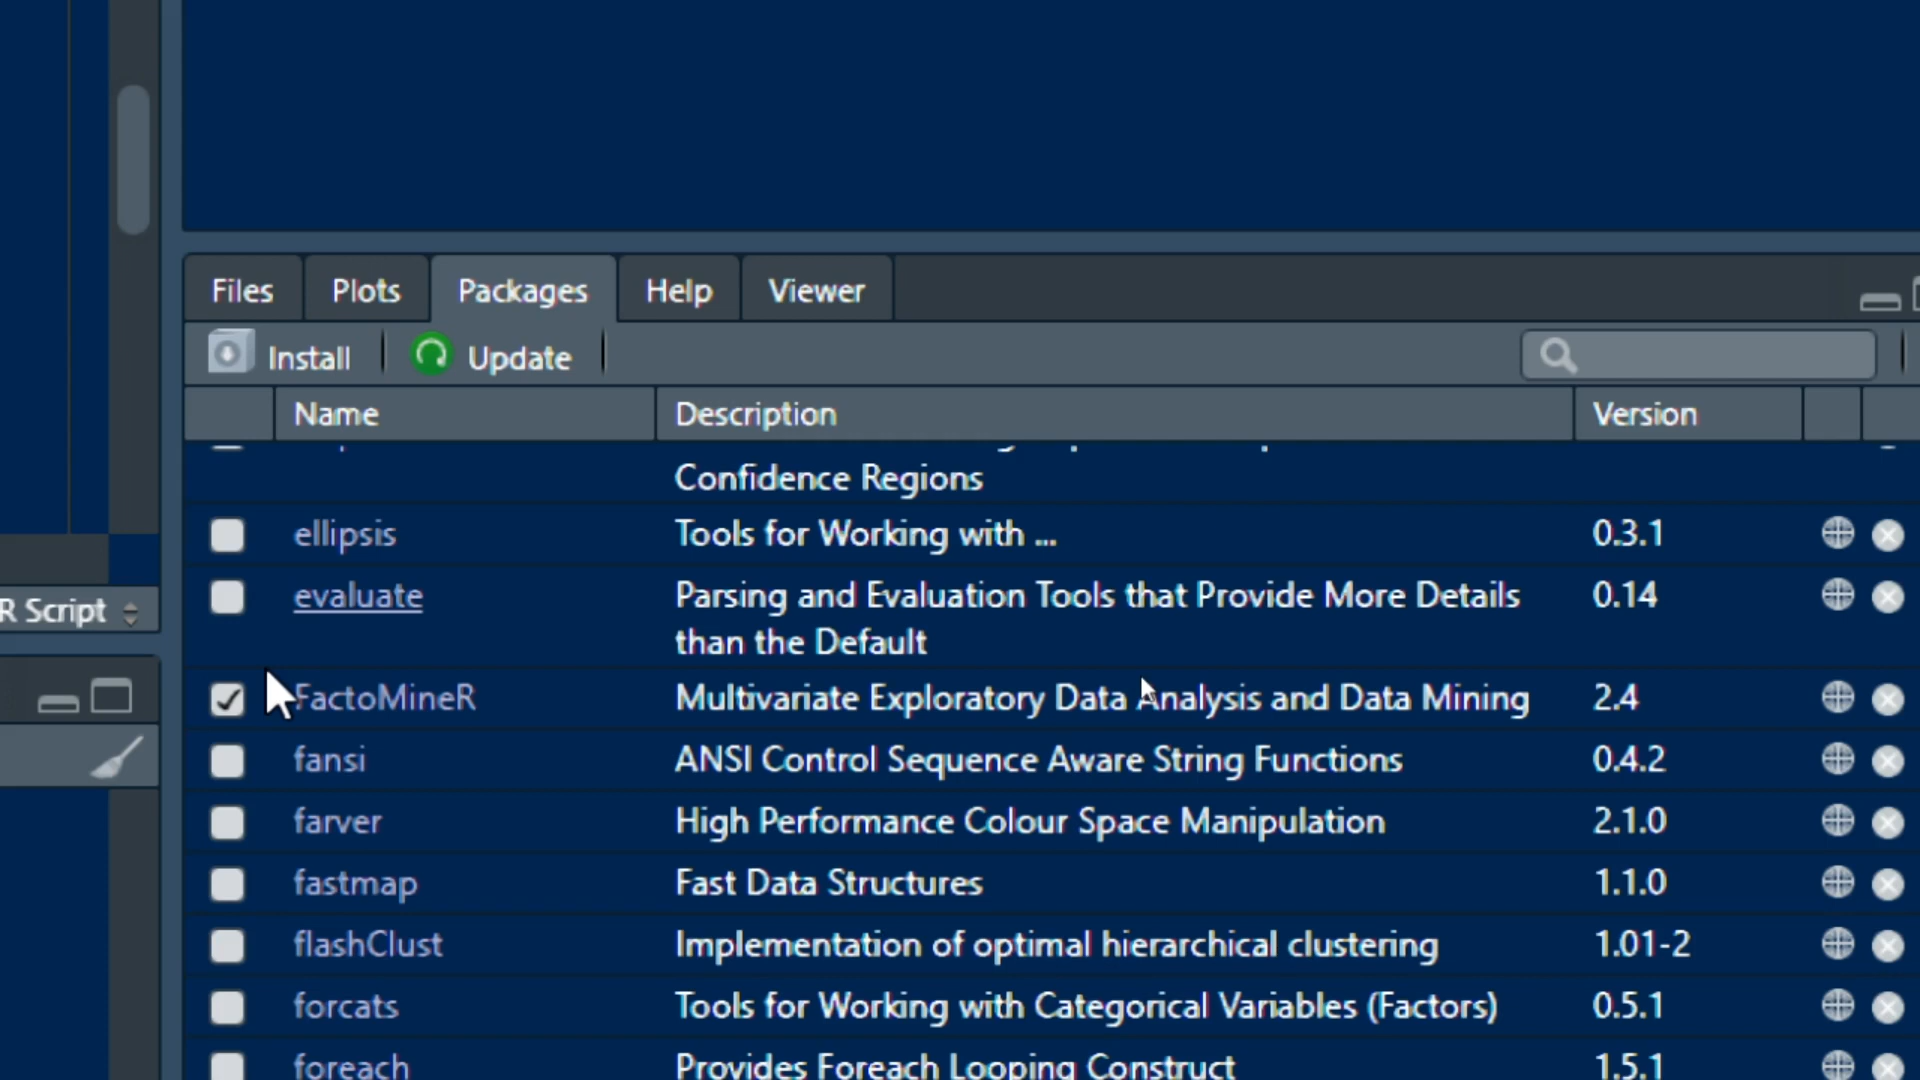 Files Plots Packages Help Viewer
Install Update
Name Description Version
Confidence Regions
ellipsis Tools for Working with ... 0.3.1
evaluate Parsing and Evaluation Tools that Provide More Details 0.14
than the Default
R Script
FactoMineR Multivariate Exploratory Data Analysis and Data Mining 2.4
fansi ANSI Control Sequence Aware String Functions 0.4.2
farver High Performance Colour Space Manipulation 2.1.0
fastmap Fast Data Structures 1.1.0
flashClust Implementation of optimal hierarchical clustering 1.01-2
forcats Tools for Working with Categorical Variables (Factors) 0.5.1
foreach Provides Foreach Looping Construct 1.5.1